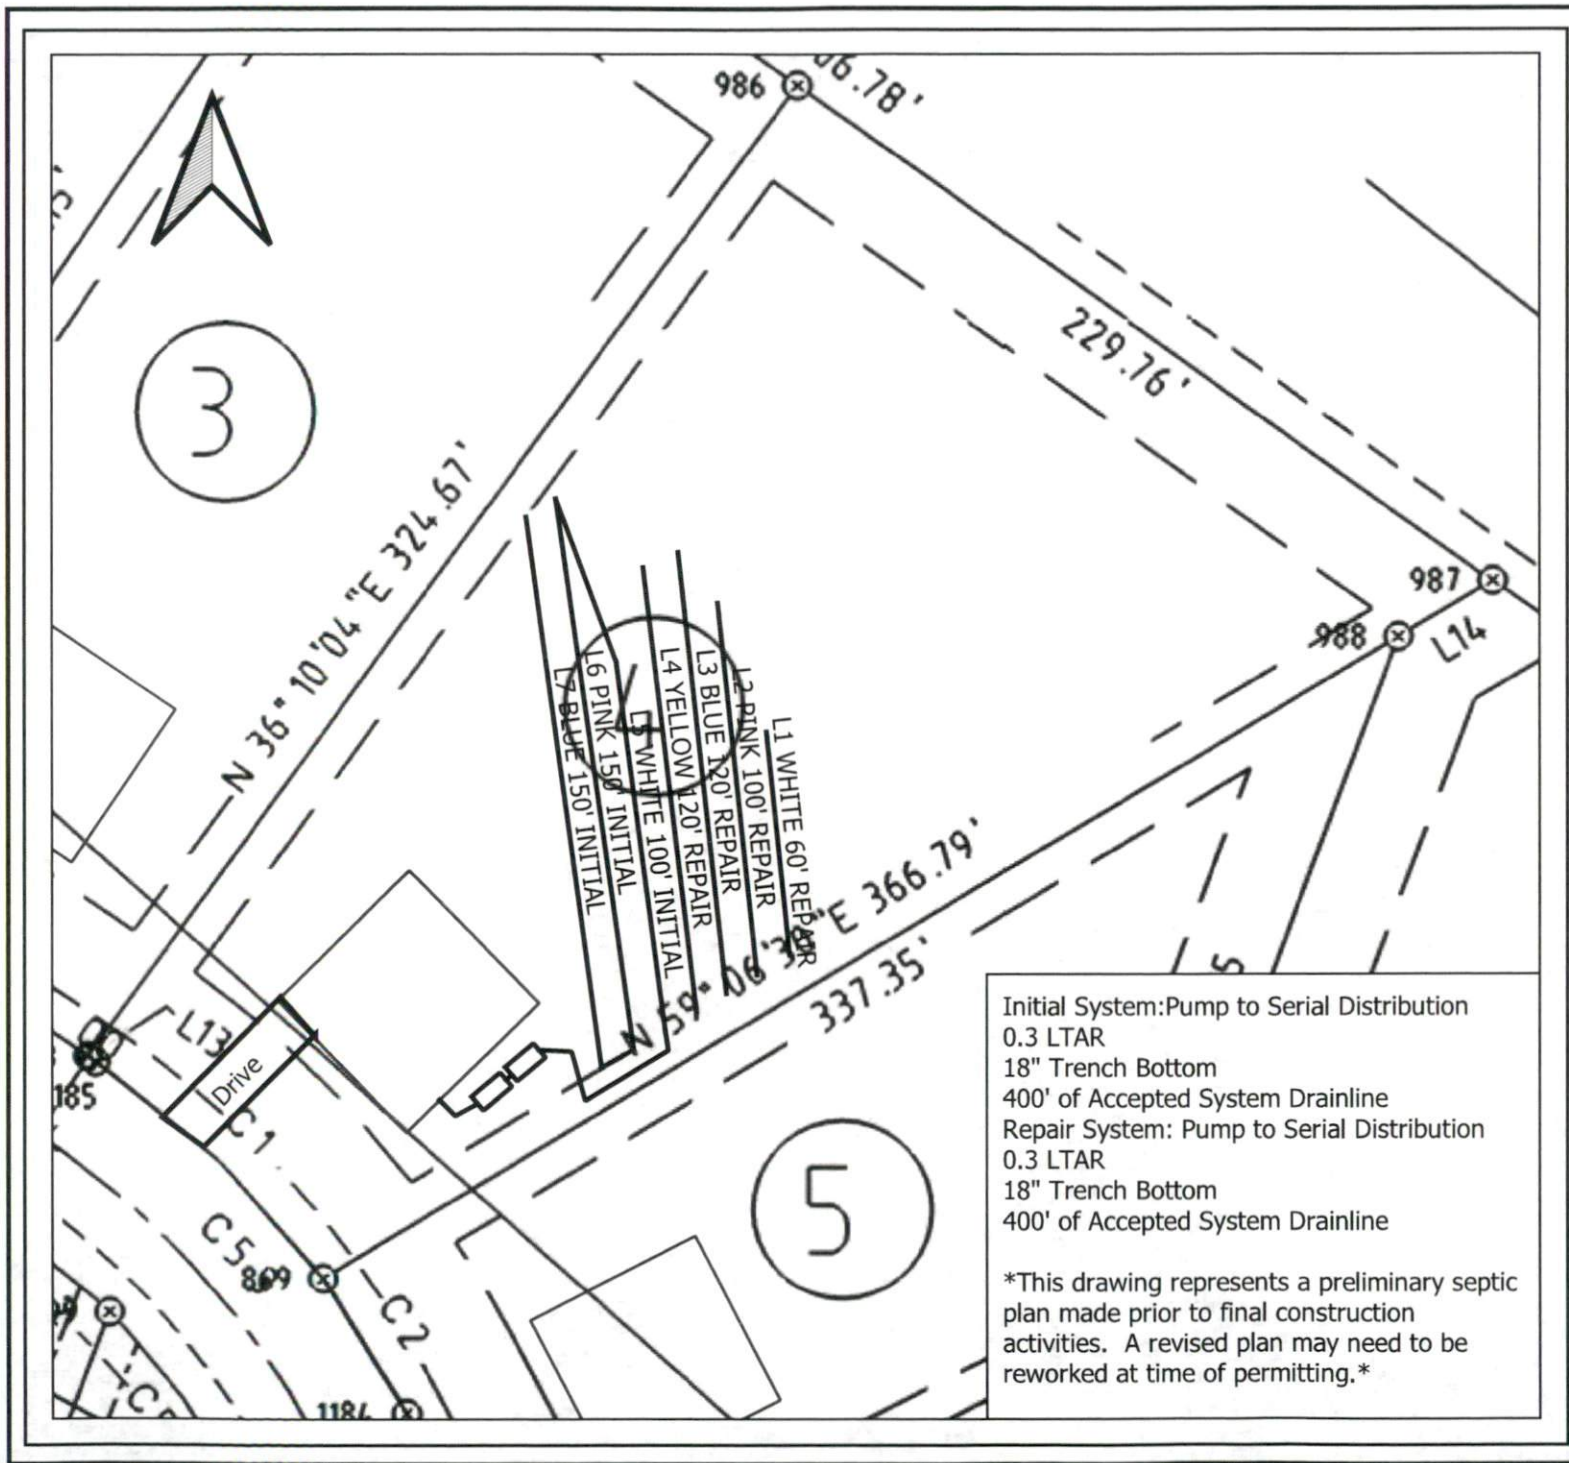 986
06.78'
229.76'
3
N 36° 10'04"E 324.67'
987
988
L14
4
L7 BLUE 150' INITIAL
L6 PINK 150' INITIAL
L5 WHITE 100' INITIAL
L4 YELLOW 120' REPAIR
L3 BLUE 120' REPAIR
L2 PINK 100' REPAIR
L1 WHITE 60' REPAIR
N 59° 06'38"E 366.79'
337.35'
5
L13
Drive
185
C1
C5
869
C2
1184
5
Initial System:Pump to Serial Distribution
0.3 LTAR
18" Trench Bottom
400' of Accepted System Drainline
Repair System: Pump to Serial Distribution
0.3 LTAR
18" Trench Bottom
400' of Accepted System Drainline
*This drawing represents a preliminary septic
plan made prior to final construction
activities. A revised plan may need to be
reworked at time of permitting.*